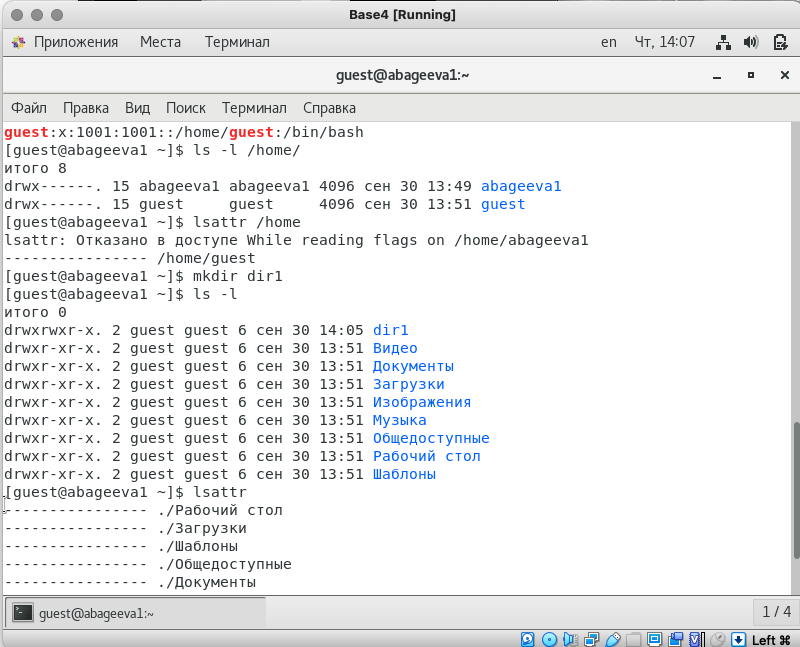 Base4 [Running]
Приложения Места Терминал en Чт, 14:07
guest@abageeva1:~
Файл Правка Вид Поиск Терминал Справка
guest:x:1001:1001::/home/guest:/bin/bash
[guest@abageeva1 ~]$ ls -l /home/
итого 8
drwx------. 15 abageeva1 abageeva1 4096 сен 30 13:49 abageeva1
drwx------. 15 guest     guest     4096 сен 30 13:51 guest
[guest@abageeva1 ~]$ lsattr /home
lsattr: Отказано в доступе While reading flags on /home/abageeva1
---------------- /home/guest
[guest@abageeva1 ~]$ mkdir dir1
[guest@abageeva1 ~]$ ls -l
итого 0
drwxrwxr-x. 2 guest guest 6 сен 30 14:05 dir1
drwxr-xr-x. 2 guest guest 6 сен 30 13:51 Видео
drwxr-xr-x. 2 guest guest 6 сен 30 13:51 Документы
drwxr-xr-x. 2 guest guest 6 сен 30 13:51 Загрузки
drwxr-xr-x. 2 guest guest 6 сен 30 13:51 Изображения
drwxr-xr-x. 2 guest guest 6 сен 30 13:51 Музыка
drwxr-xr-x. 2 guest guest 6 сен 30 13:51 Общедоступные
drwxr-xr-x. 2 guest guest 6 сен 30 13:51 Рабочий стол
drwxr-xr-x. 2 guest guest 6 сен 30 13:51 Шаблоны
[guest@abageeva1 ~]$ lsattr
---------------- ./Рабочий стол
---------------- ./Загрузки
---------------- ./Шаблоны
---------------- ./Общедоступные
---------------- ./Документы
guest@abageeva1:~ 1 / 4
Left ⌘